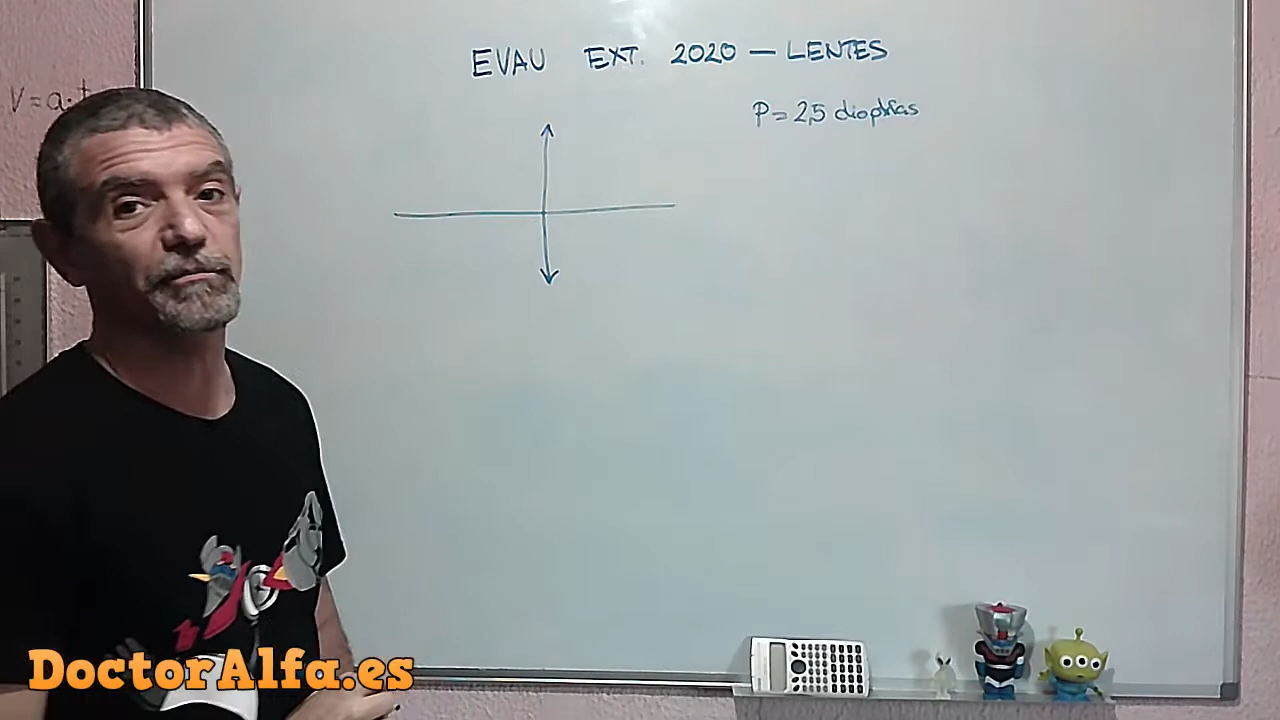 EVAU EXT. 2020 — LENTES
P = 2,5 dioptrías
V = a·t
DoctorAlfa.es